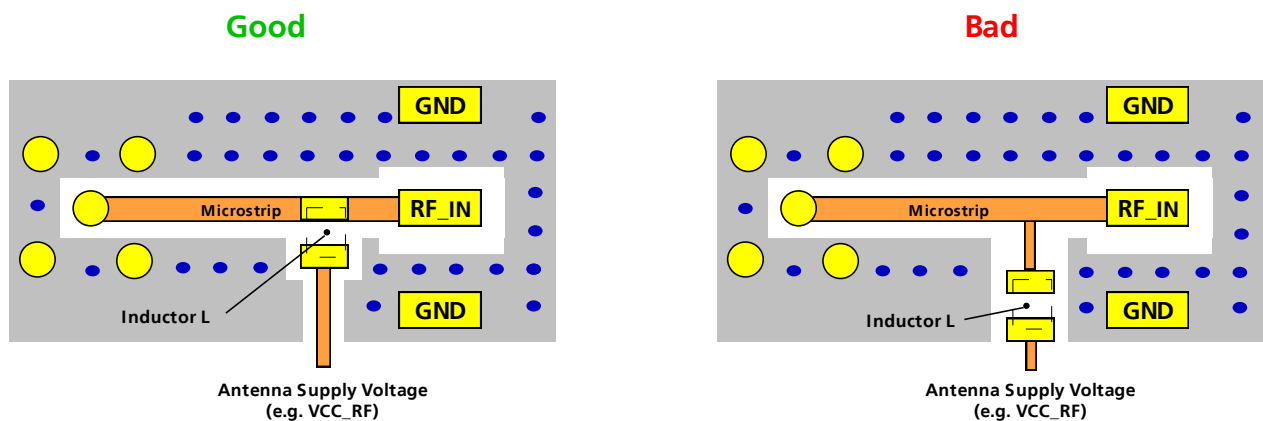 Good
GND
Microstrip
RF_IN
Inductor L
GND
Antenna Supply Voltage
(e.g. VCC_RF)
Bad
GND
Microstrip
RF_IN
Inductor L
GND
Antenna Supply Voltage
(e.g. VCC_RF)